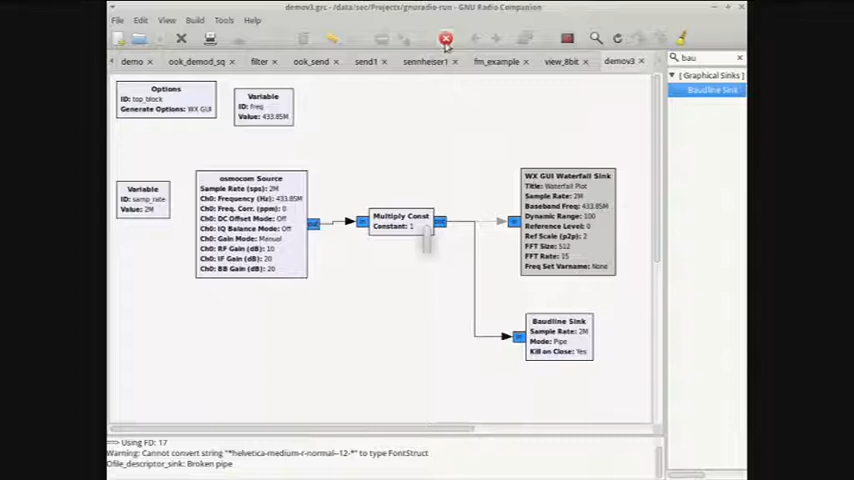 demov3.grc - /data/soc/Projects/gnuradio-run - GNU Radio Companion
File Edit View Build Tools Help
demo ook_demod_sq filter ook_send send1 sennheiser1 fm_example view_8bit demov3
bau
[ Graphical Sinks ]
Baudline Sink
Options
ID: top_block
Generate Options: WX GUI
Variable
ID: freq
Value: 433.85M
Variable
ID: samp_rate
Value: 2M
osmocom Source
Sample Rate (sps): 2M
Ch0: Frequency (Hz): 433.85M
Ch0: Freq. Corr. (ppm): 0
Ch0: DC Offset Mode: Off
Ch0: IQ Balance Mode: Off
Ch0: Gain Mode: Manual
Ch0: RF Gain (dB): 10
Ch0: IF Gain (dB): 20
Ch0: BB Gain (dB): 20
out
in
Multiply Const
Constant: 1
out
in
WX GUI Waterfall Sink
Title: Waterfall Plot
Sample Rate: 2M
Baseband Freq: 433.85M
Dynamic Range: 100
Reference Level: 0
Ref Scale (p2p): 2
FFT Size: 512
FFT Rate: 15
Freq Set Varname: None
in
Baudline Sink
Sample Rate: 2M
Mode: Pipe
Kill on Close: Yes
==> Using FD: 17
Warning: Cannot convert string "*helvetica-medium-r-normal--12-*" to type FontStruct
Ofile_descriptor_sink: Broken pipe